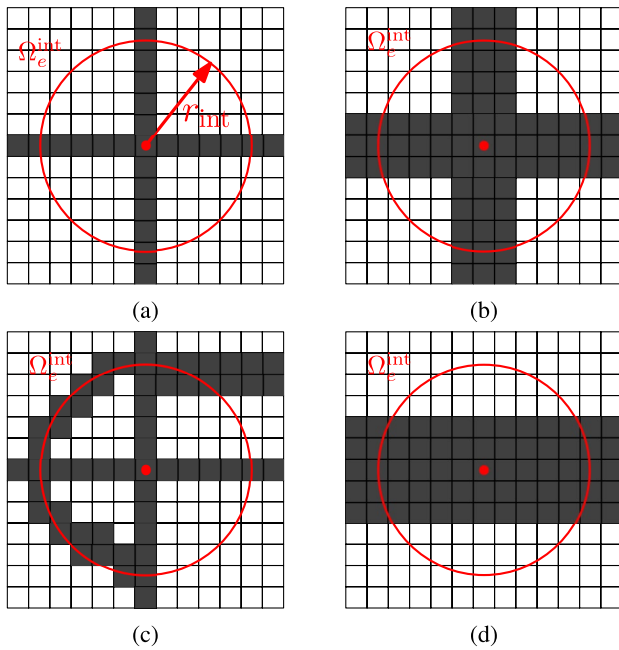 Ω_e^int
r_int
Ω_e^int
(a)
(b)
Ω_e^int
Ω_e^int
(c)
(d)